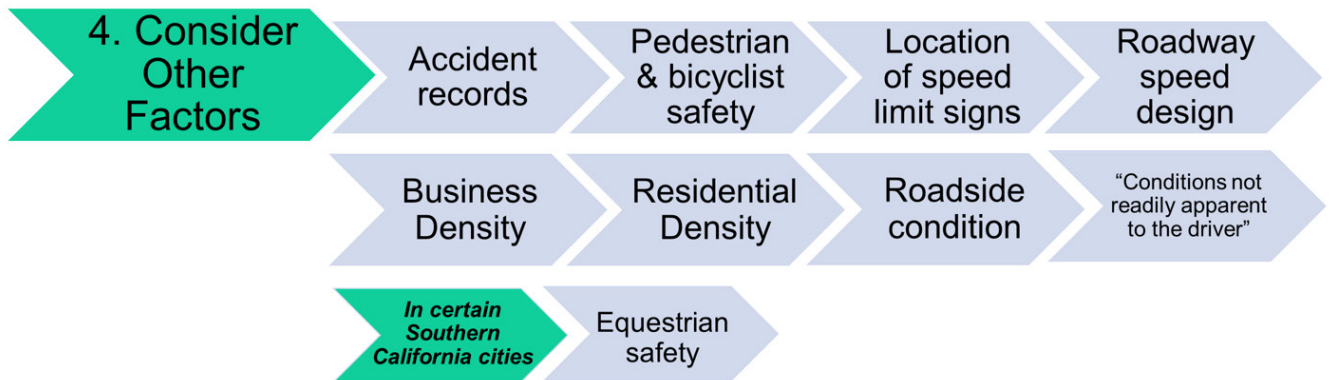 4. Consider
Other
Factors
Accident
records
Pedestrian
& bicyclist
safety
Location
of speed
limit signs
Roadway
speed
design
Business
Density
Residential
Density
Roadside
condition
“Conditions not
readily apparent
to the driver”
In certain
Southern
California cities
Equestrian
safety